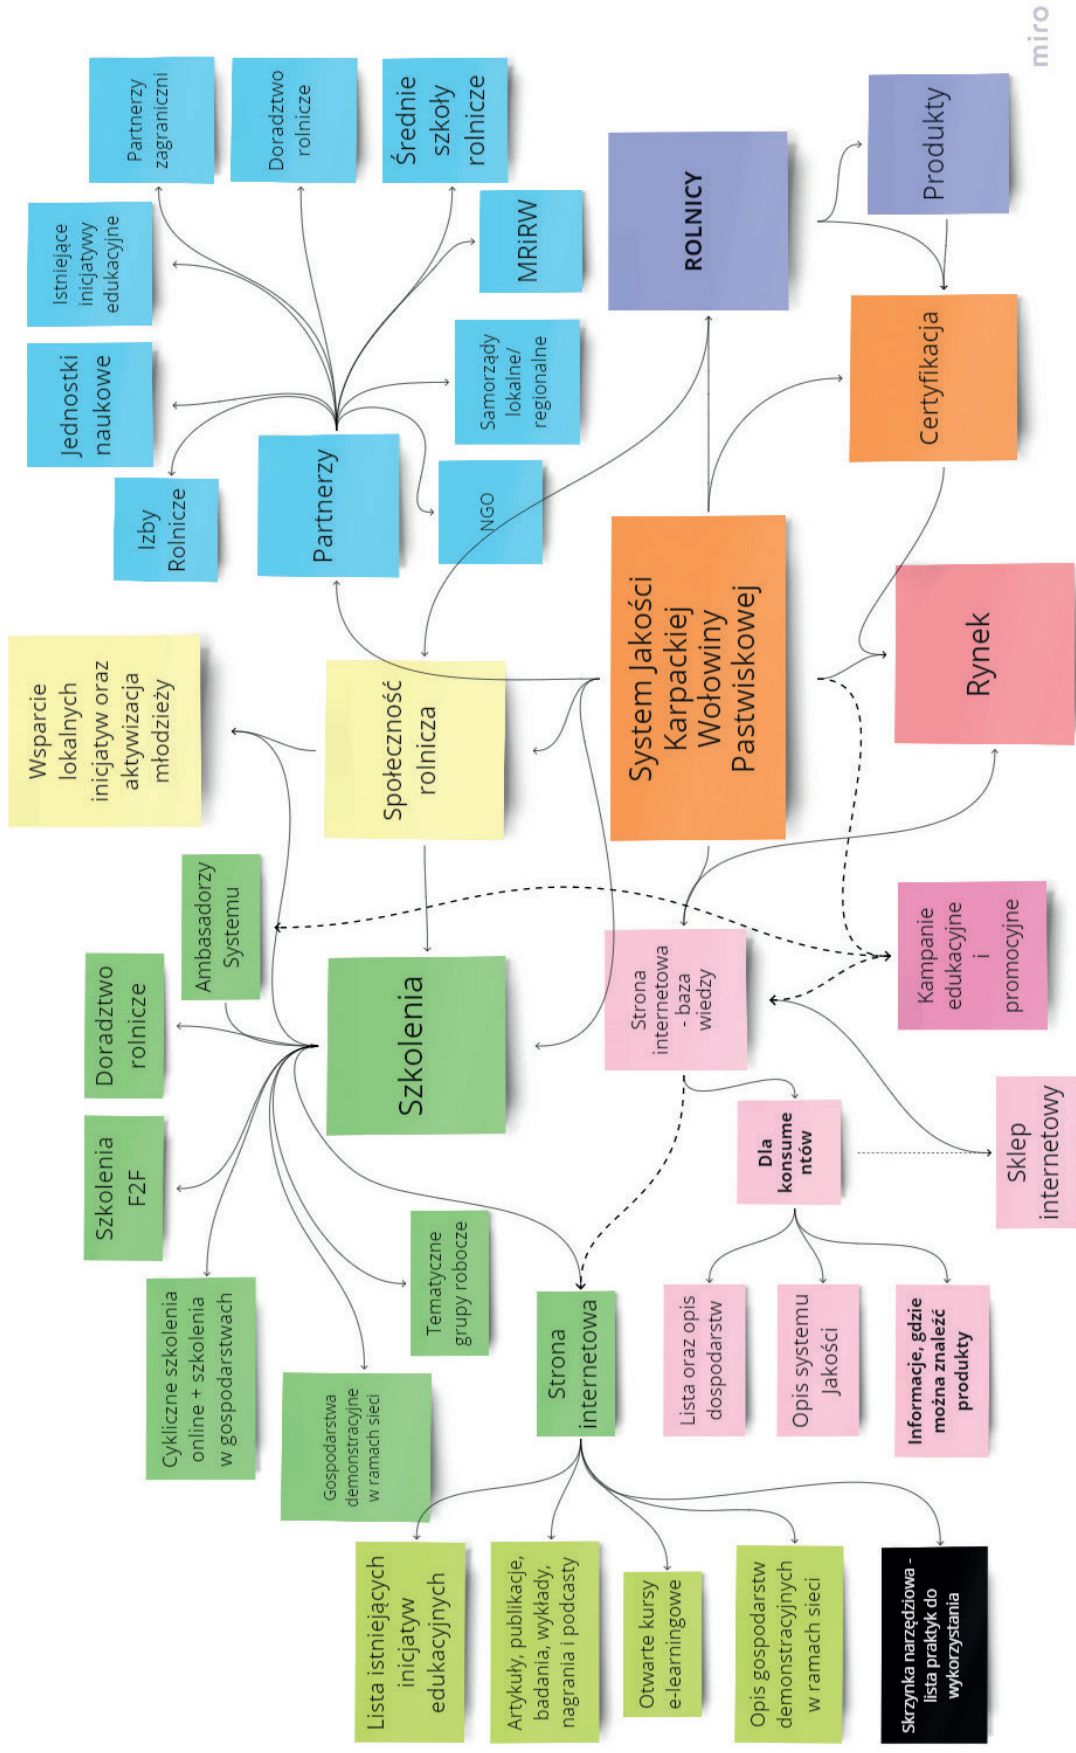 Lista istniejących
inicjatyw
edukacyjnych
Artykuły, publikacje,
badania, wykłady,
nagrania i podcasty
Otwarte kursy
e-learningowe
Opis gospodarstw
demonstracyjnych
w ramach sieci
Skrzynka narzędziowa -
lista praktyk do
wykorzystania
Cykliczne szkolenia
online + szkolenia
w gospodarstwach
Gospodarstwa
demonstracyjne
w ramach sieci
Tematyczne
grupy robocze
Strona
internetowa
Lista oraz opis
dospodarstw
Opis systemu
Jakości
Informacje, gdzie
można znaleźć
produkty
Szkolenia
F2F
Doradztwo
rolnicze
Ambasadorzy
Systemu
Szkolenia
Strona
internetowa
- baza
wiedzy
Dla
konsume
ntów
Sklep
internetowy
Kampanie
edukacyjne
i
promocyjne
Wsparcie
lokalnych
inicjatyw oraz
aktywizacja
młodzieży
Społeczność
rolnicza
System Jakości
Karpackiej
Wołowiny
Pastwiskowej
Rynek
Izby
Rolnicze
Jednostki
naukowe
Istniejące
inicjatywy
edukacyjne
Partnerzy
zagraniczni
Doradztwo
rolnicze
Średnie
szkoły
rolnicze
MRiRW
Samorządy
lokalne/
regionalne
NGO
Partnerzy
ROLNICY
Certyfikacja
Produkty
miro